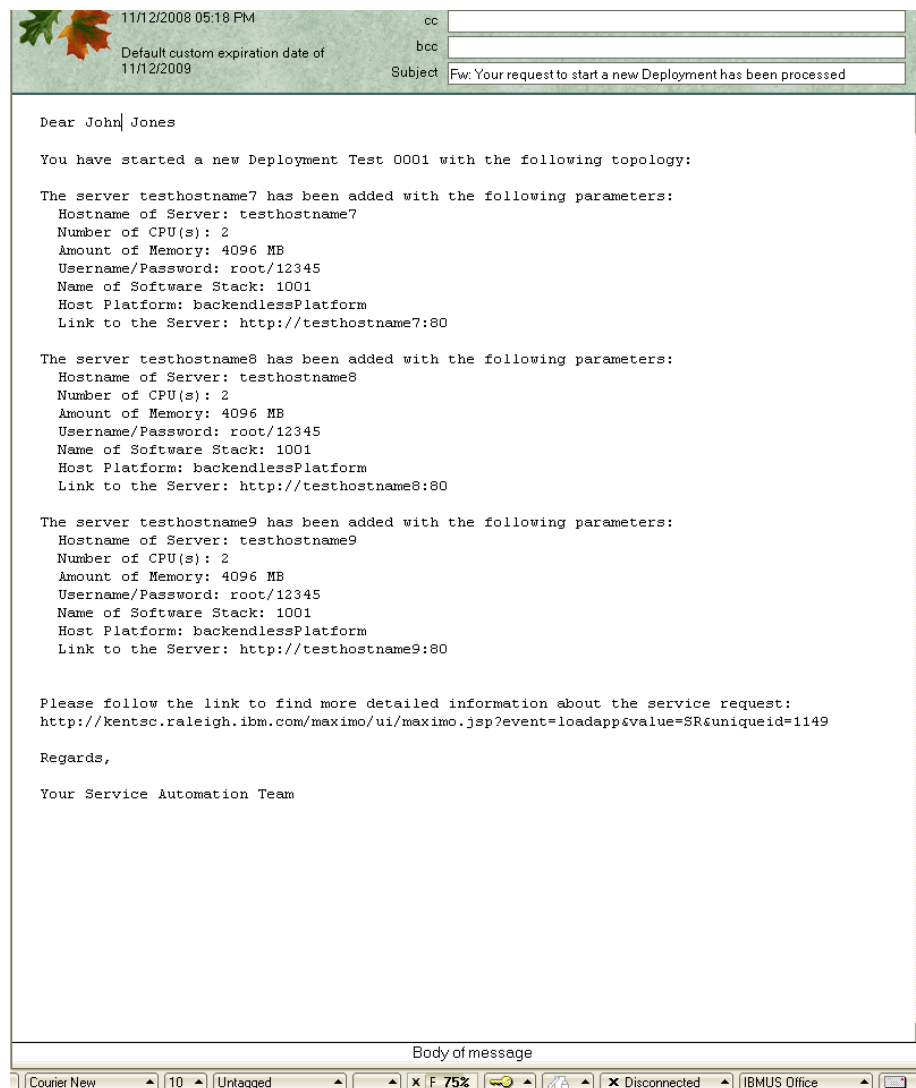 11/12/2008 05:18 PM
Default custom expiration date of
11/12/2009
cc
bcc
Subject Fw: Your request to start a new Deployment has been processed
Dear John Jones
You have started a new Deployment Test 0001 with the following topology:
The server testhostname7 has been added with the following parameters:
Hostname of Server: testhostname7
Number of CPU(s): 2
Amount of Memory: 4096 MB
Username/Password: root/12345
Name of Software Stack: 1001
Host Platform: backendlessPlatform
Link to the Server: http://testhostname7:80
The server testhostname8 has been added with the following parameters:
Hostname of Server: testhostname8
Number of CPU(s): 2
Amount of Memory: 4096 MB
Username/Password: root/12345
Name of Software Stack: 1001
Host Platform: backendlessPlatform
Link to the Server: http://testhostname8:80
The server testhostname9 has been added with the following parameters:
Hostname of Server: testhostname9
Number of CPU(s): 2
Amount of Memory: 4096 MB
Username/Password: root/12345
Name of Software Stack: 1001
Host Platform: backendlessPlatform
Link to the Server: http://testhostname9:80
Please follow the link to find more detailed information about the service request:
http://kentsc.raleigh.ibm.com/maximo/ui/maximo.jsp?event=loadapp&value=SR&uniqueid=1149
Regards,
Your Service Automation Team
Body of message
Courier New 10 Untagged X F 75% X Disconnected IBMUS Office